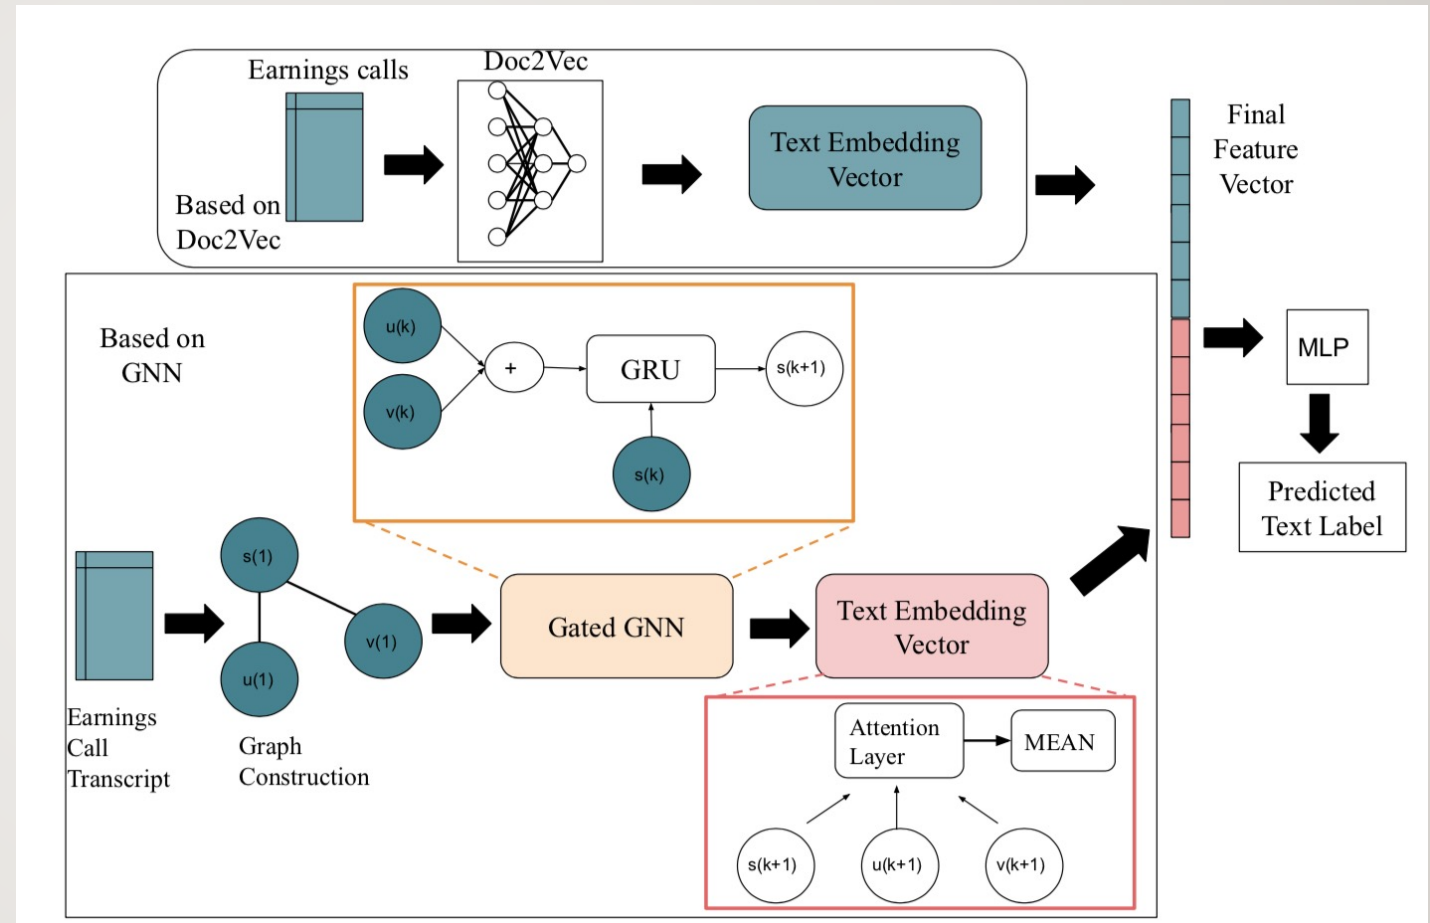 Earnings calls
Doc2Vec
Based on
Doc2Vec
Text Embedding
Vector
Final
Feature
Vector
Based on
GNN
u(k)
v(k)
+
GRU
s(k+1)
s(k)
MLP
Predicted
Text Label
s(1)
u(1)
v(1)
Earnings
Call
Transcript
Graph
Construction
Gated GNN
Text Embedding
Vector
Attention
Layer
MEAN
s(k+1)
u(k+1)
v(k+1)